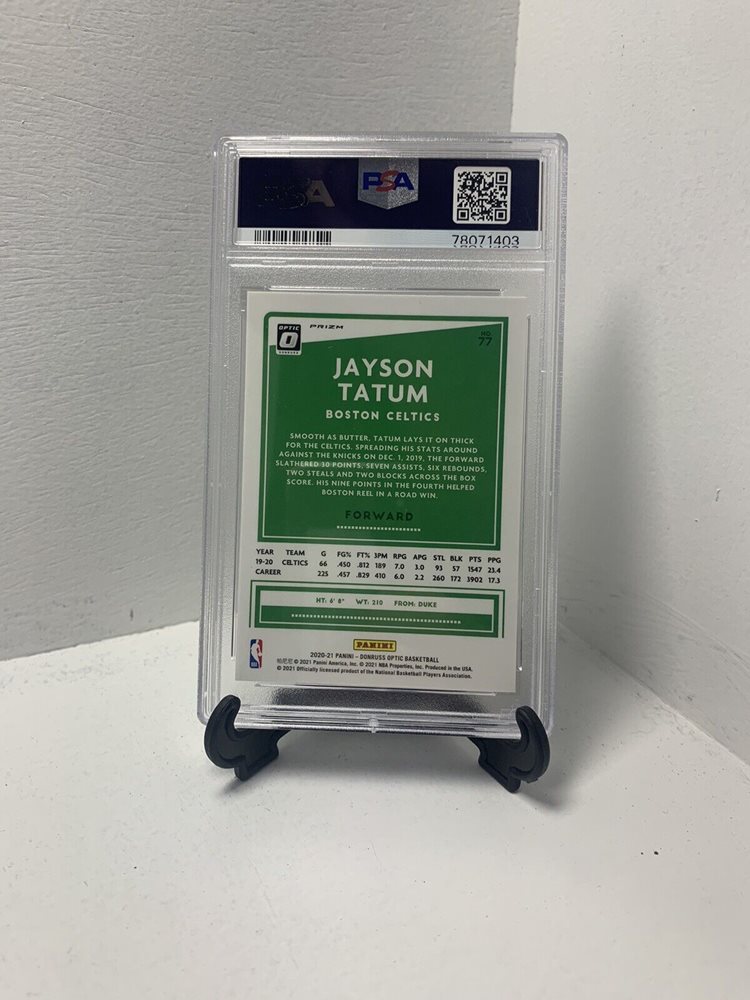 PSA
78071403
OPTIC
DONRUSS
PRIZM
NO.
77
JAYSON
TATUM
BOSTON CELTICS
SMOOTH AS BUTTER, TATUM LAYS IT ON THICK
FOR THE CELTICS. SPREADING HIS STATS AROUND
AGAINST THE KNICKS ON DEC. 1, 2019, THE FORWARD
SLATHERED 30 POINTS, SEVEN ASSISTS, SIX REBOUNDS,
TWO STEALS AND TWO BLOCKS ACROSS THE BOX
SCORE. HIS NINE POINTS IN THE FOURTH HELPED
BOSTON REEL IN A ROAD WIN.
FORWARD
YEAR TEAM G FG% FT% 3PM RPG APG STL BLK PTS PPG
19-20 CELTICS 66 .450 .812 189 7.0 3.0 93 57 1547 23.4
CAREER 225 .457 .829 410 6.0 2.2 260 172 3902 17.3
HT: 6' 8" WT: 210 FROM: DUKE
PANINI
2020-21 PANINI – DONRUSS OPTIC BASKETBALL
帕尼尼 © 2021 Panini America, Inc. © 2021 NBA Properties, Inc. Produced in the USA.
© 2021 Officially licensed product of the National Basketball Players Association.